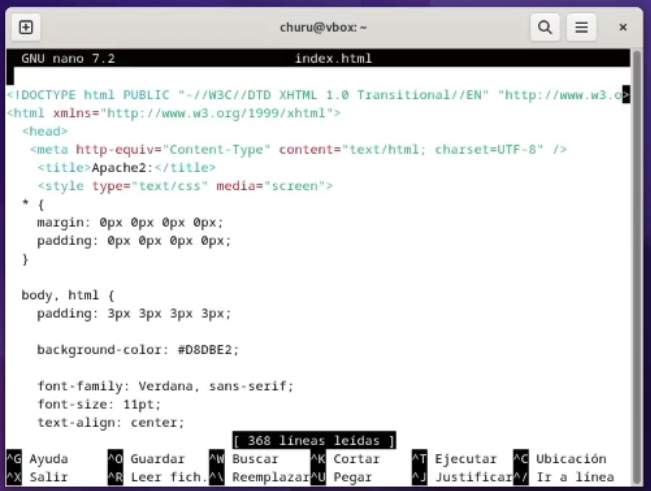 churu@vbox: ~
GNU nano 7.2 index.html
<!DOCTYPE html PUBLIC "-//W3C//DTD XHTML 1.0 Transitional//EN" "http://www.w3.o>
<html xmlns="http://www.w3.org/1999/xhtml">
<head>
<meta http-equiv="Content-Type" content="text/html; charset=UTF-8" />
<title>Apache2:</title>
<style type="text/css" media="screen">
* {
margin: 0px 0px 0px 0px;
padding: 0px 0px 0px 0px;
}
body, html {
padding: 3px 3px 3px 3px;
background-color: #D8DBE2;
font-family: Verdana, sans-serif;
font-size: 11pt;
text-align: center;
[ 368 líneas leídas ]
^G Ayuda ^O Guardar ^W Buscar ^K Cortar ^T Ejecutar ^C Ubicación
^X Salir ^R Leer fich. ^\ Reemplazar ^U Pegar ^J Justificar ^/ Ir a línea